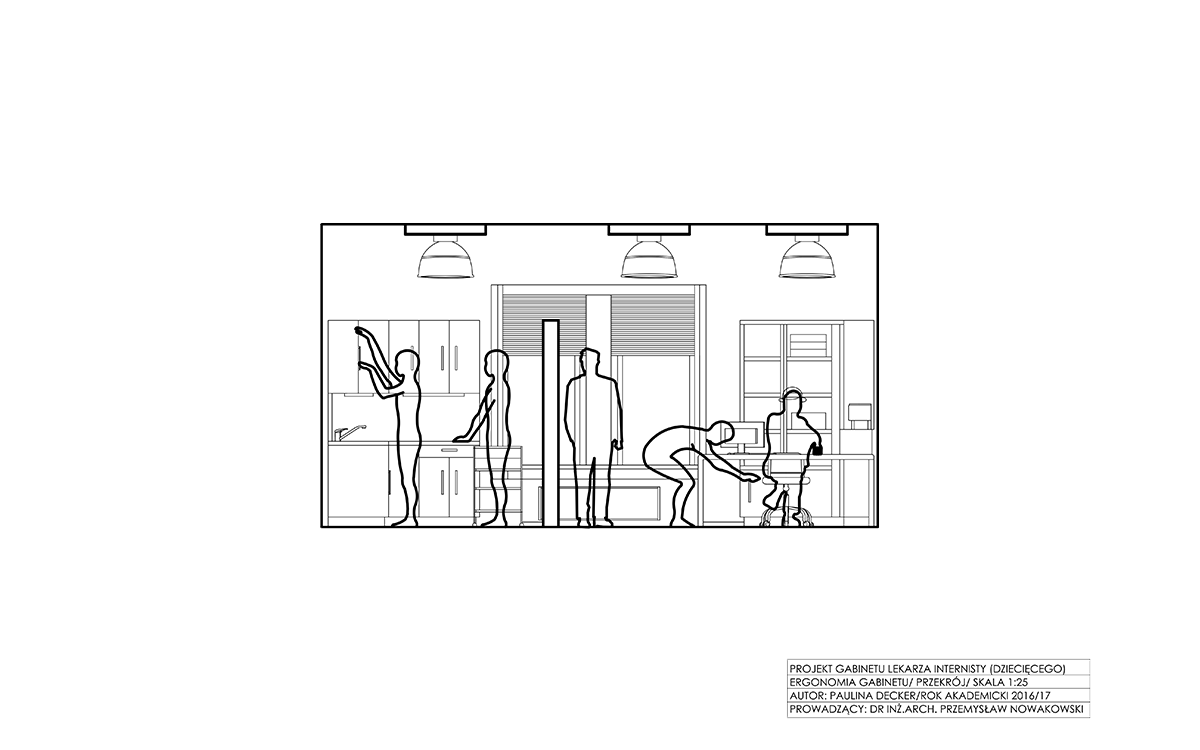 PROJEKT GABINETU LEKARZA INTERNISTY (DZIECIĘCEGO)
ERGONOMIA GABINETU/ PRZEKRÓJ/ SKALA 1:25
AUTOR: PAULINA DECKER/ROK AKADEMICKI 2016/17
PROWADZĄCY: DR INŻ.ARCH. PRZEMYSŁAW NOWAKOWSKI